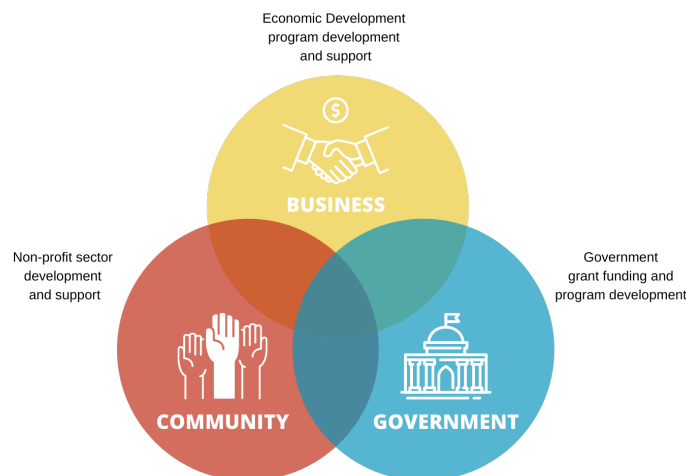 Economic Development
program development
and support
$
BUSINESS
Non-profit sector
development
and support
Government
grant funding and
program development
COMMUNITY
GOVERNMENT